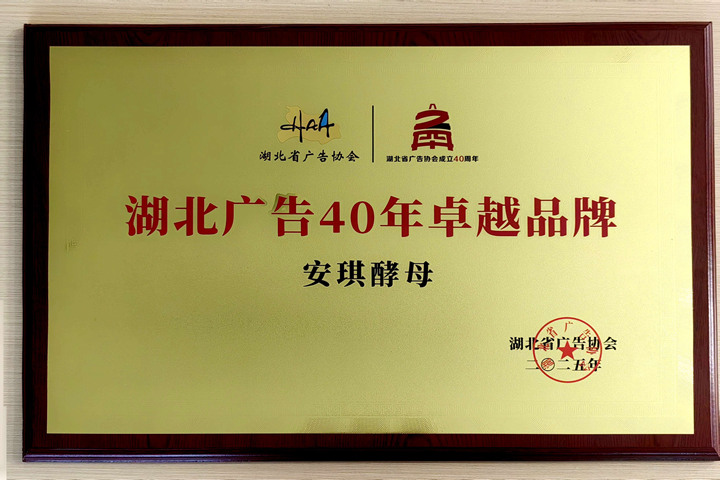 HAA
湖北省广告协会
湖北省广告协会成立40周年
湖北广告40年卓越品牌
安琪酵母
湖北省广告协会
二〇二五年